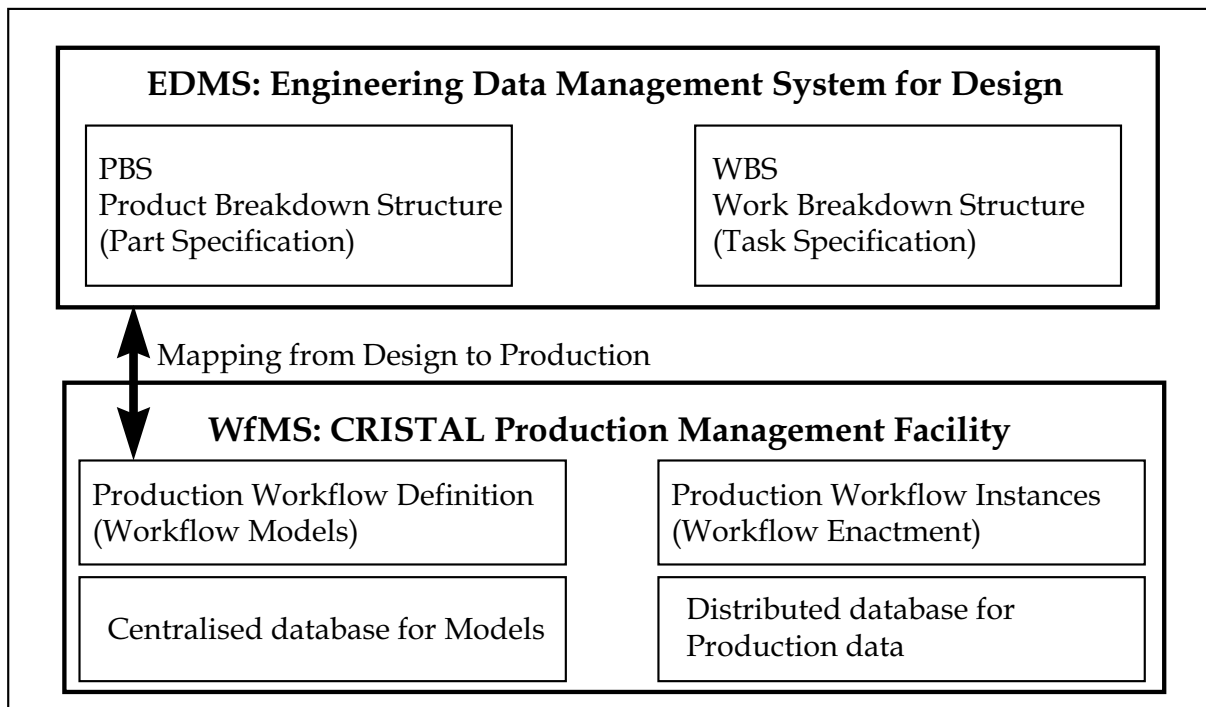 EDMS: Engineering Data Management System for Design
PBS
Product Breakdown Structure
(Part Specification)
WBS
Work Breakdown Structure
(Task Specification)
Mapping from Design to Production
WfMS: CRISTAL Production Management Facility
Production Workflow Definition
(Workflow Models)
Production Workflow Instances
(Workflow Enactment)
Centralised database for Models
Distributed database for
Production data